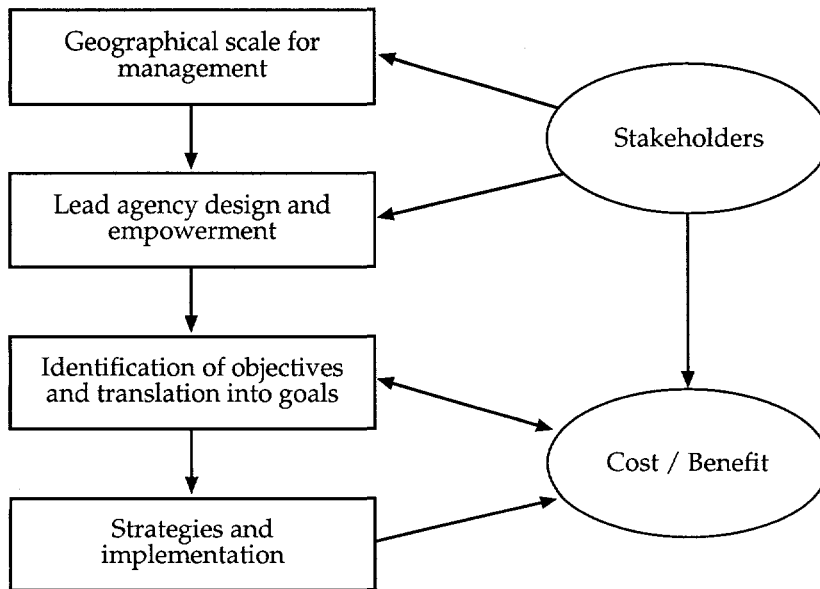 Geographical scale for
management
Stakeholders
Lead agency design and
empowerment
Identification of objectives
and translation into goals
Cost / Benefit
Strategies and
implementation